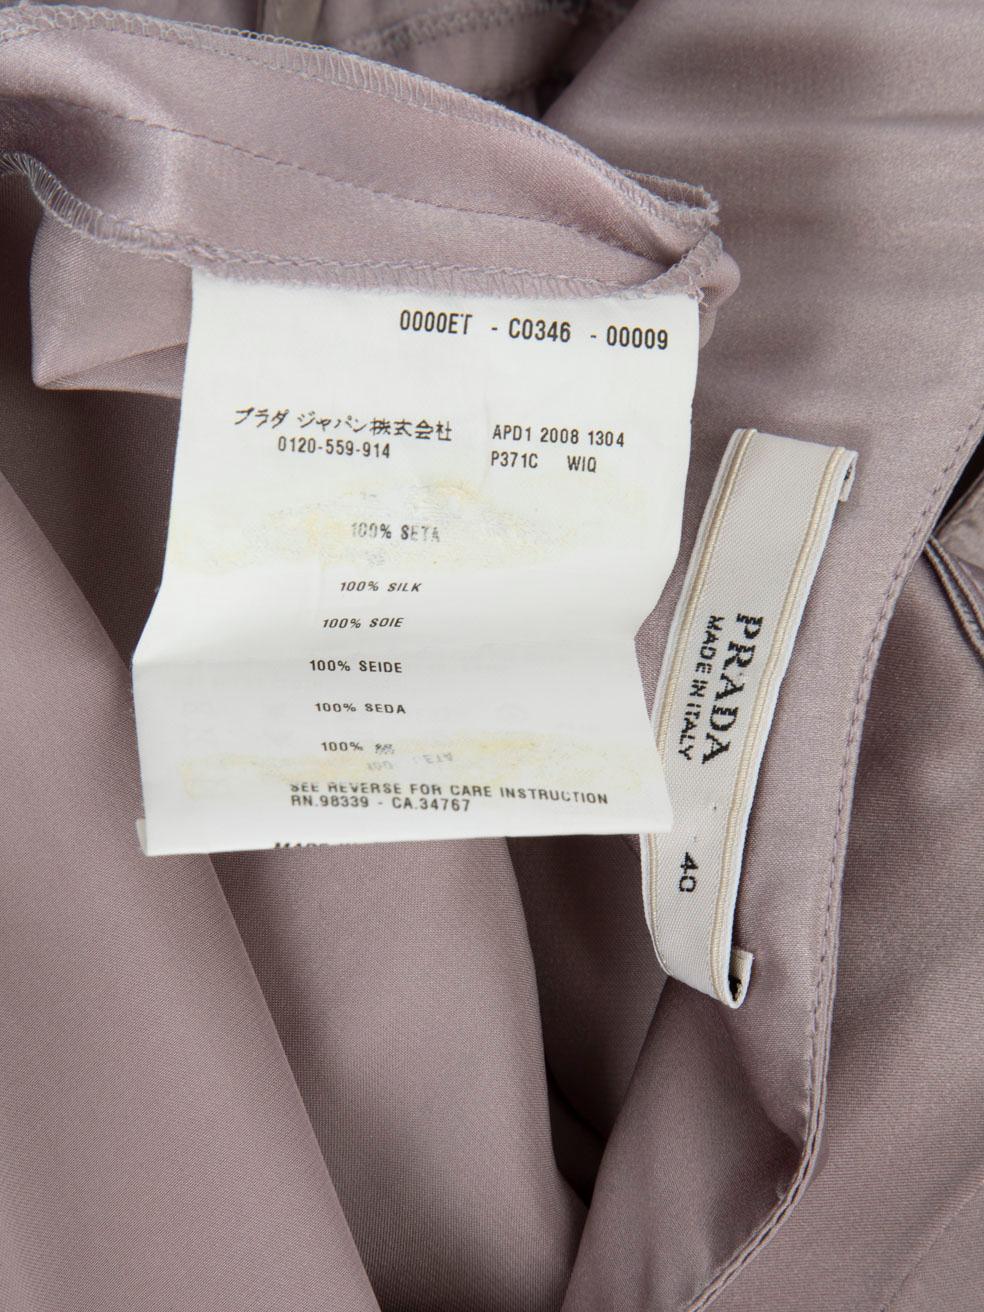 0000ET - C0346 - 00009
プラダ ジャパン株式会社
0120-559-914
APD1 2008 1304
P371C WIQ
100% SETA
100% SILK
100% SOIE
100% SEIDE
100% SEDA
100%
SEE REVERSE FOR CARE INSTRUCTION
RN.98339 - CA.34767
PRADA
MADE IN ITALY
40